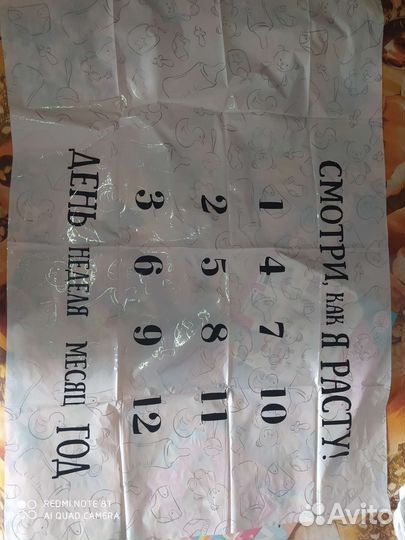 СМОТРИ, КАК Я РАСТУ!
1 4 7 10
2 5 8 11
3 6 9 12
ДЕНЬ НЕДЕЛЯ МЕСЯЦ ГОД
REDMI NOTE 8T
AI QUAD CAMERA
Avito